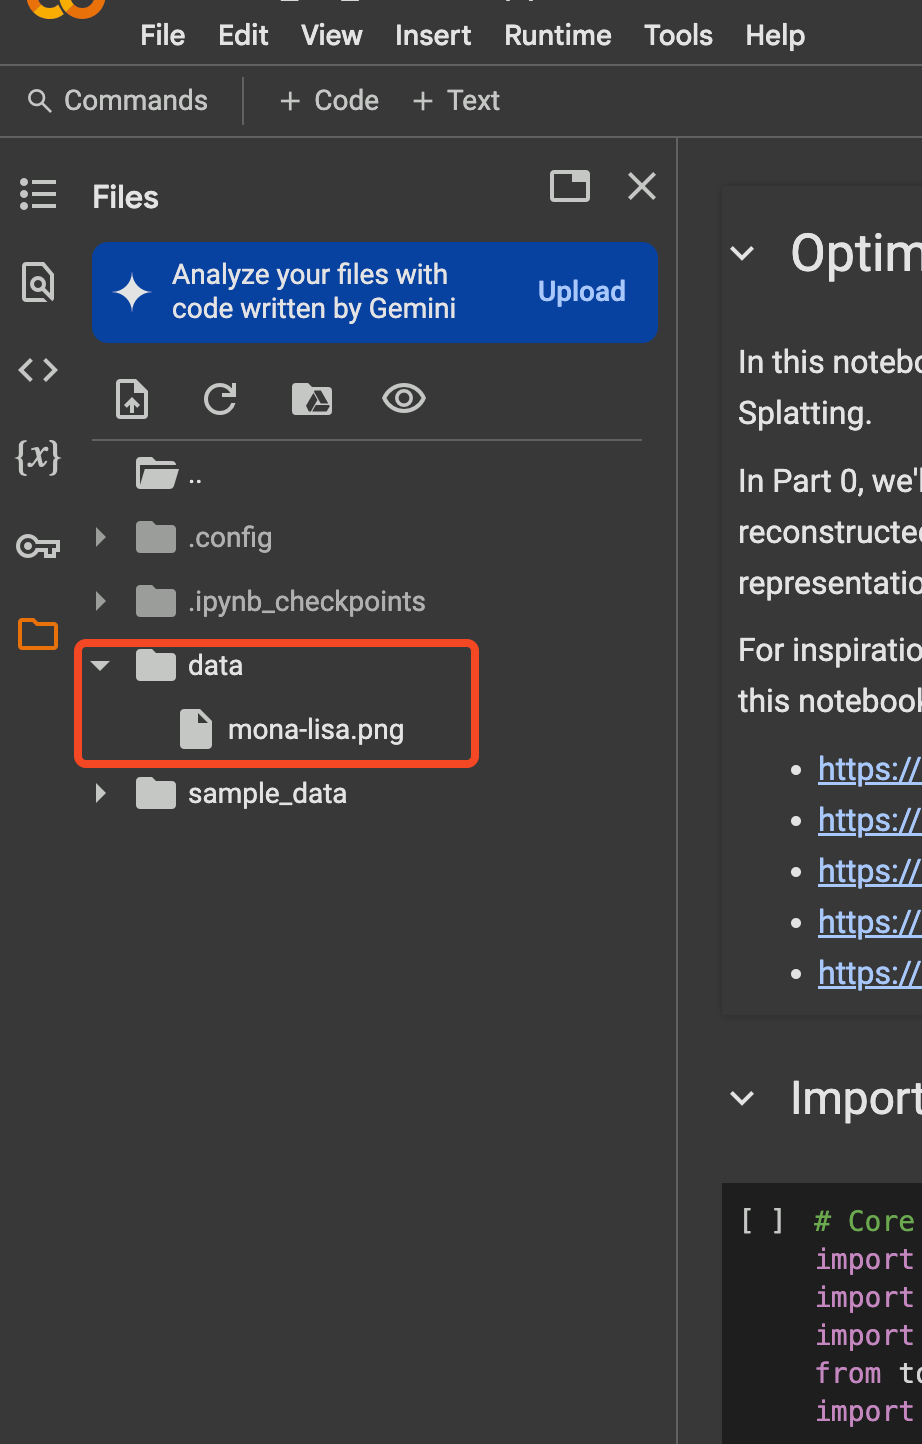 File Edit View Insert Runtime Tools Help
Commands + Code + Text
Files
Analyze your files with
code written by Gemini
Upload
{x}
..
.config
.ipynb_checkpoints
data
mona-lisa.png
sample_data
Optim
In this notebo
Splatting.
In Part 0, we'l
reconstructed
representatio
For inspiratio
this notebook
https://
https://
https://
https://
https://
Import
[ ] # Core
import
import
import
from to
import